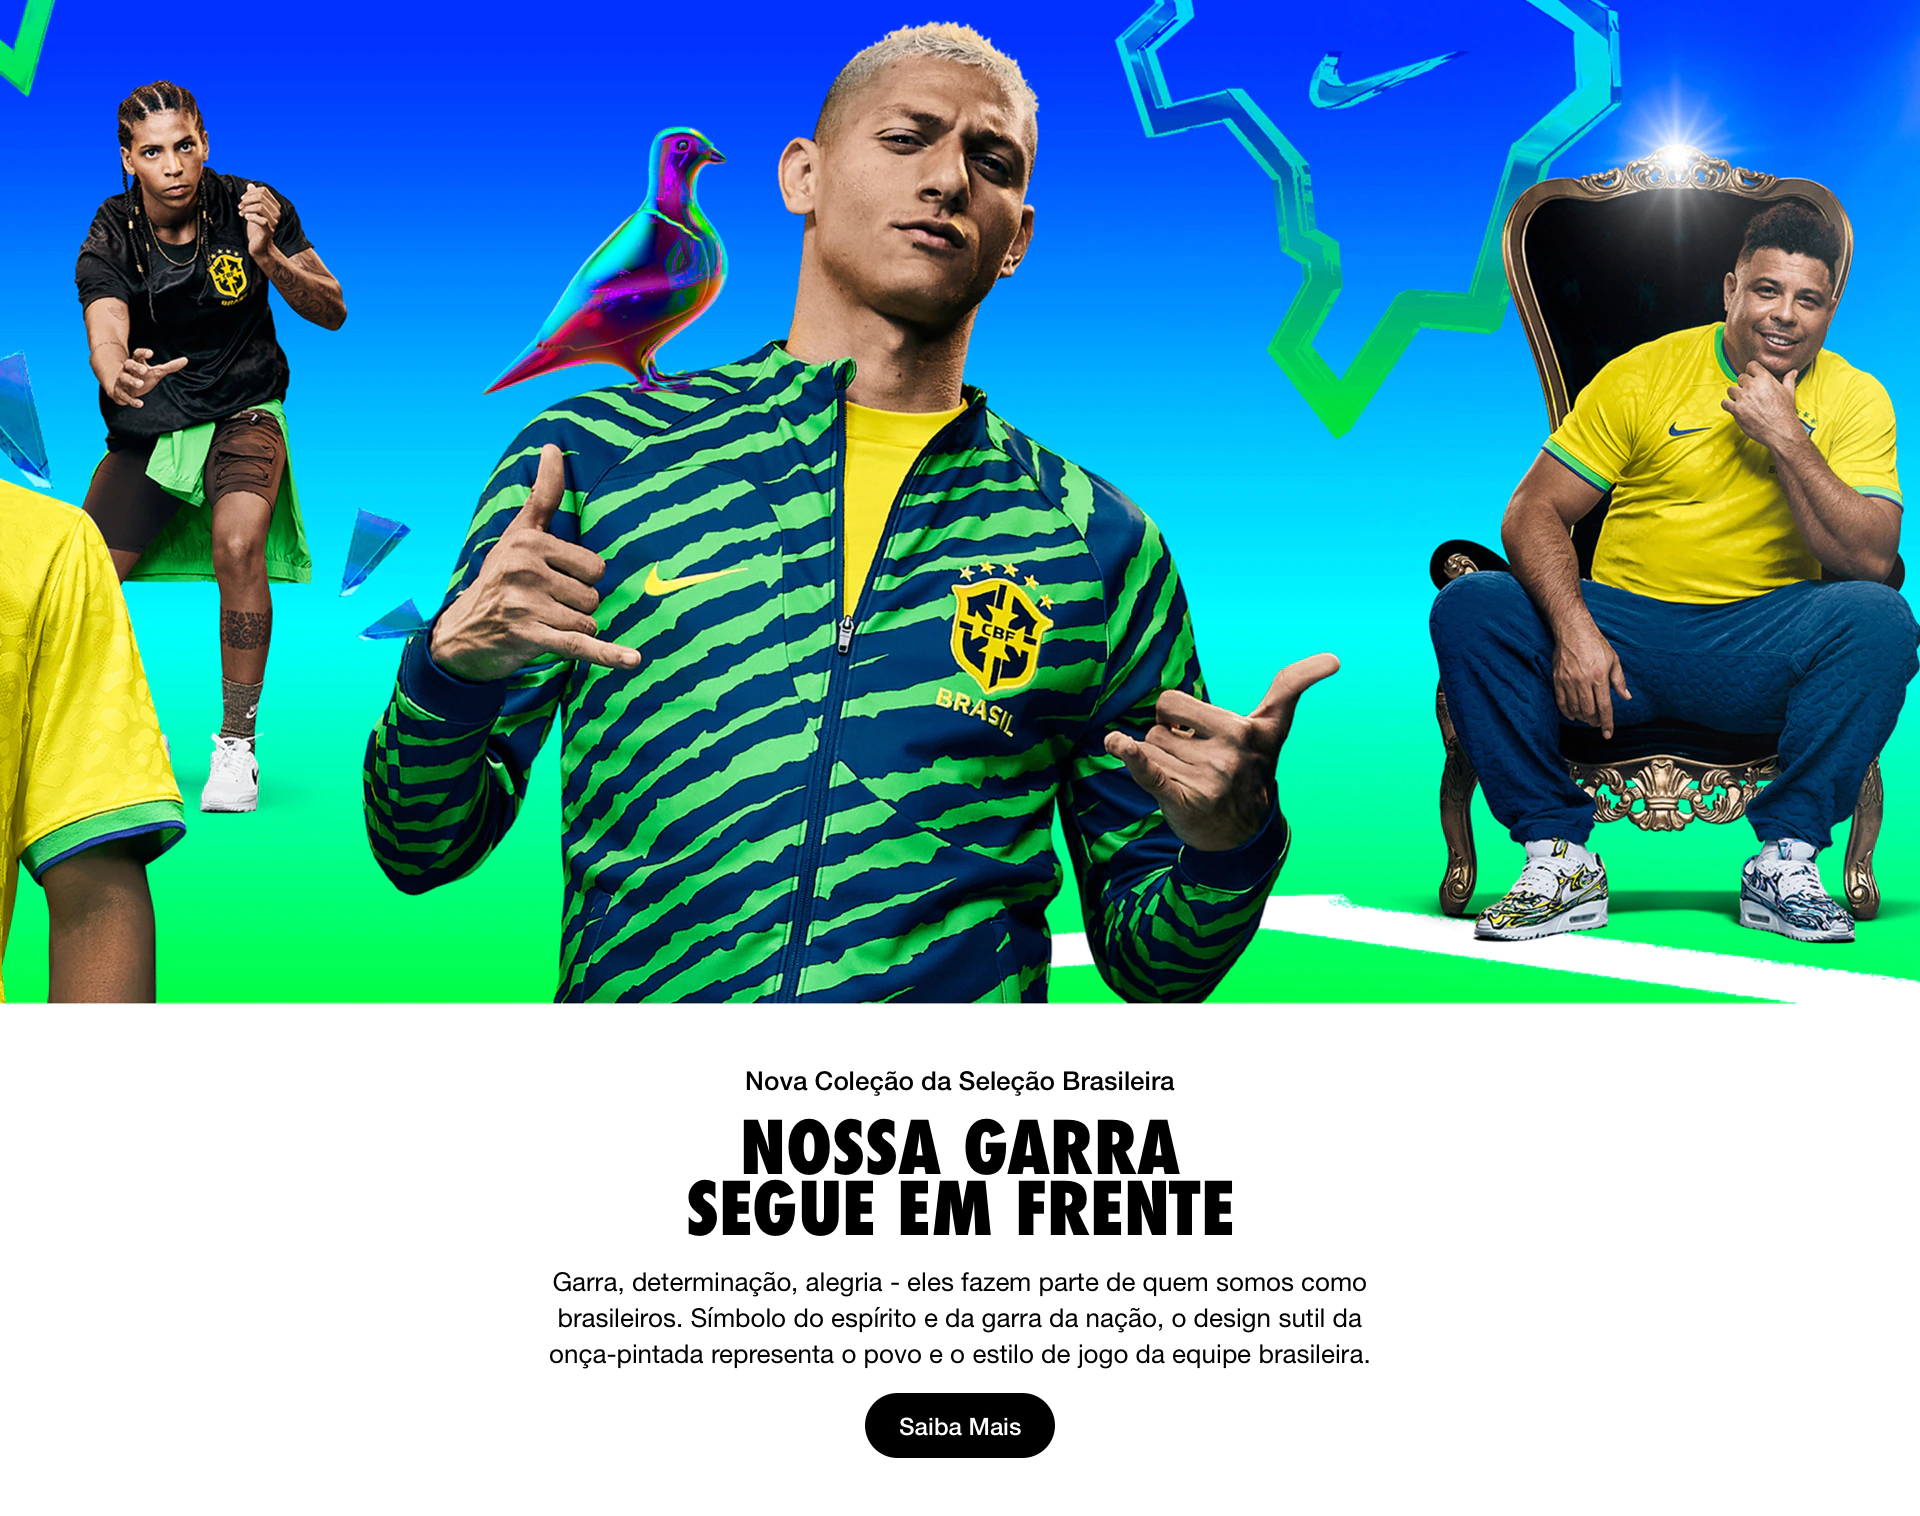 CBF
BRASIL
Nova Coleção da Seleção Brasileira
NOSSA GARRA
SEGUE EM FRENTE
Garra, determinação, alegria - eles fazem parte de quem somos como
brasileiros. Símbolo do espírito e da garra da nação, o design sutil da
onça-pintada representa o povo e o estilo de jogo da equipe brasileira.
Saiba Mais